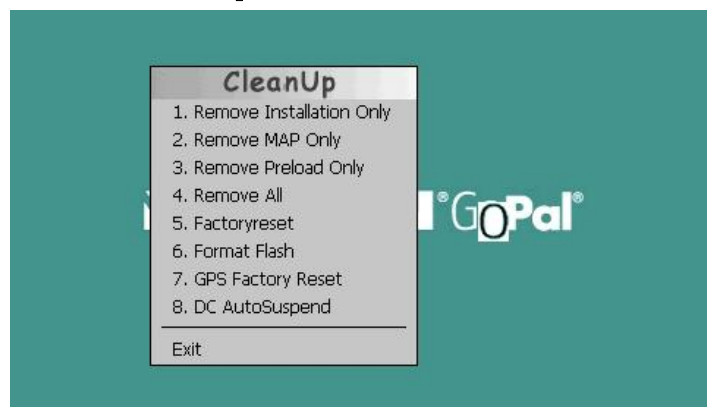 CleanUp
1. Remove Installation Only
2. Remove MAP Only
3. Remove Preload Only
4. Remove All
5. Factoryreset
6. Format Flash
7. GPS Factory Reset
8. DC AutoSuspend
Exit
®GoPal®